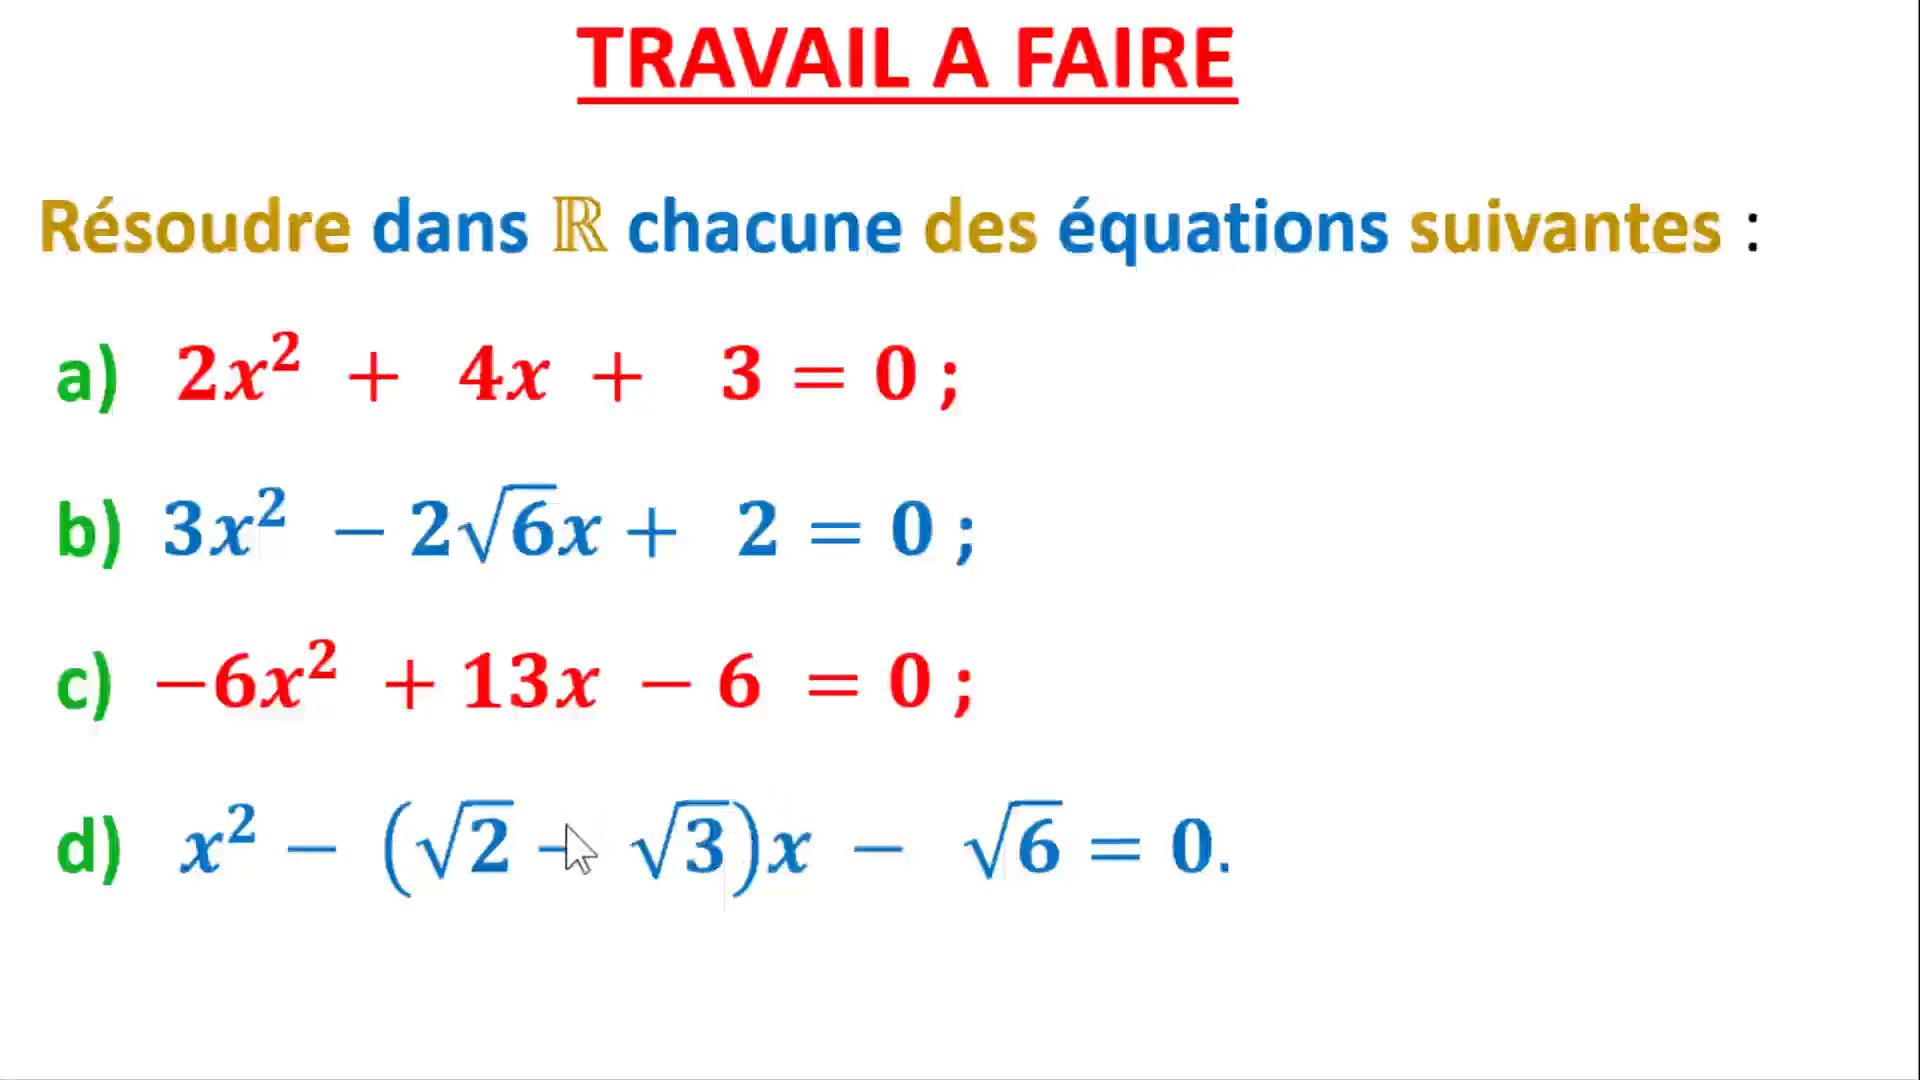 TRAVAIL A FAIRE
Résoudre dans ℝ chacune des équations suivantes :
a) 2x² + 4x + 3 = 0 ;
b) 3x² − 2√6x + 2 = 0 ;
c) −6x² + 13x − 6 = 0 ;
d) x² − (√2 − √3)x − √6 = 0.